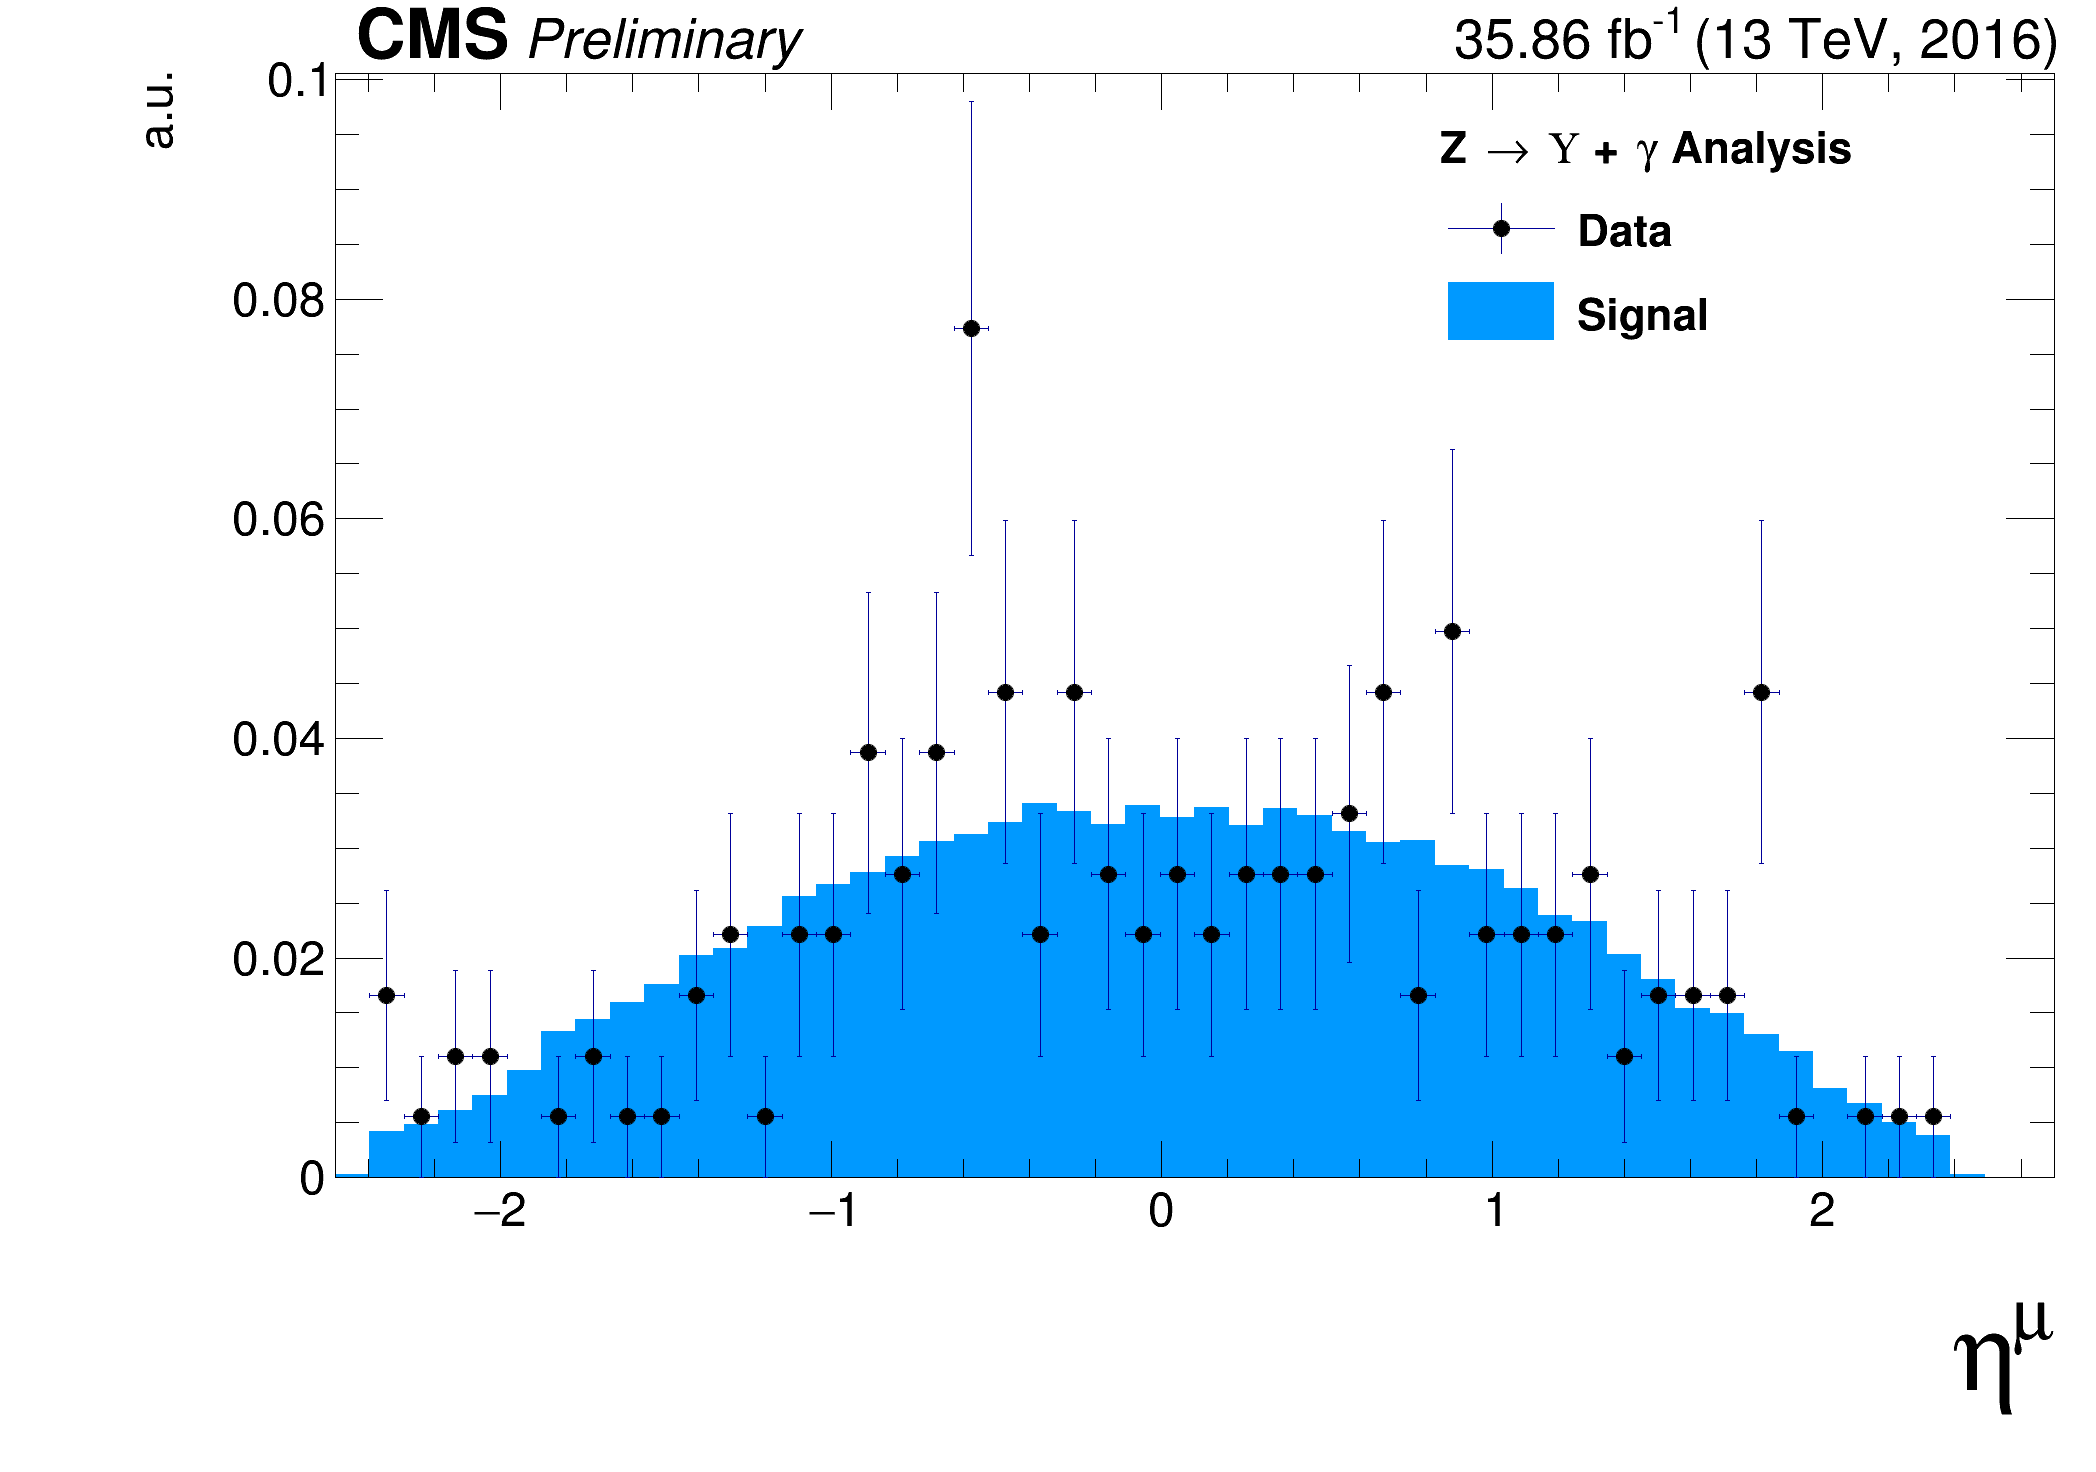 CMS Preliminary 35.86 fb⁻¹ (13 TeV, 2016)
a.u.
Z → Υ + γ Analysis
Data
Signal
0.1
0.08
0.06
0.04
0.02
0
−2 −1 0 1 2
η^μ